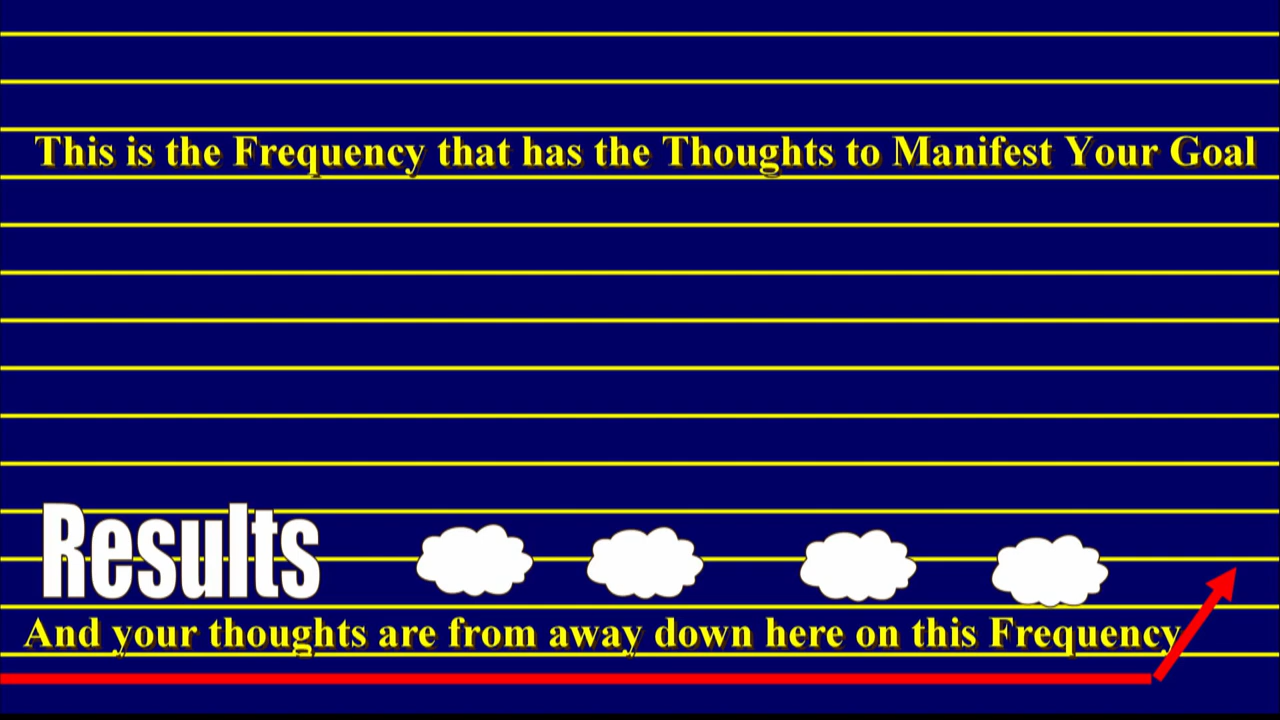 This is the Frequency that has the Thoughts to Manifest Your Goal
Results
And your thoughts are from away down here on this Frequency